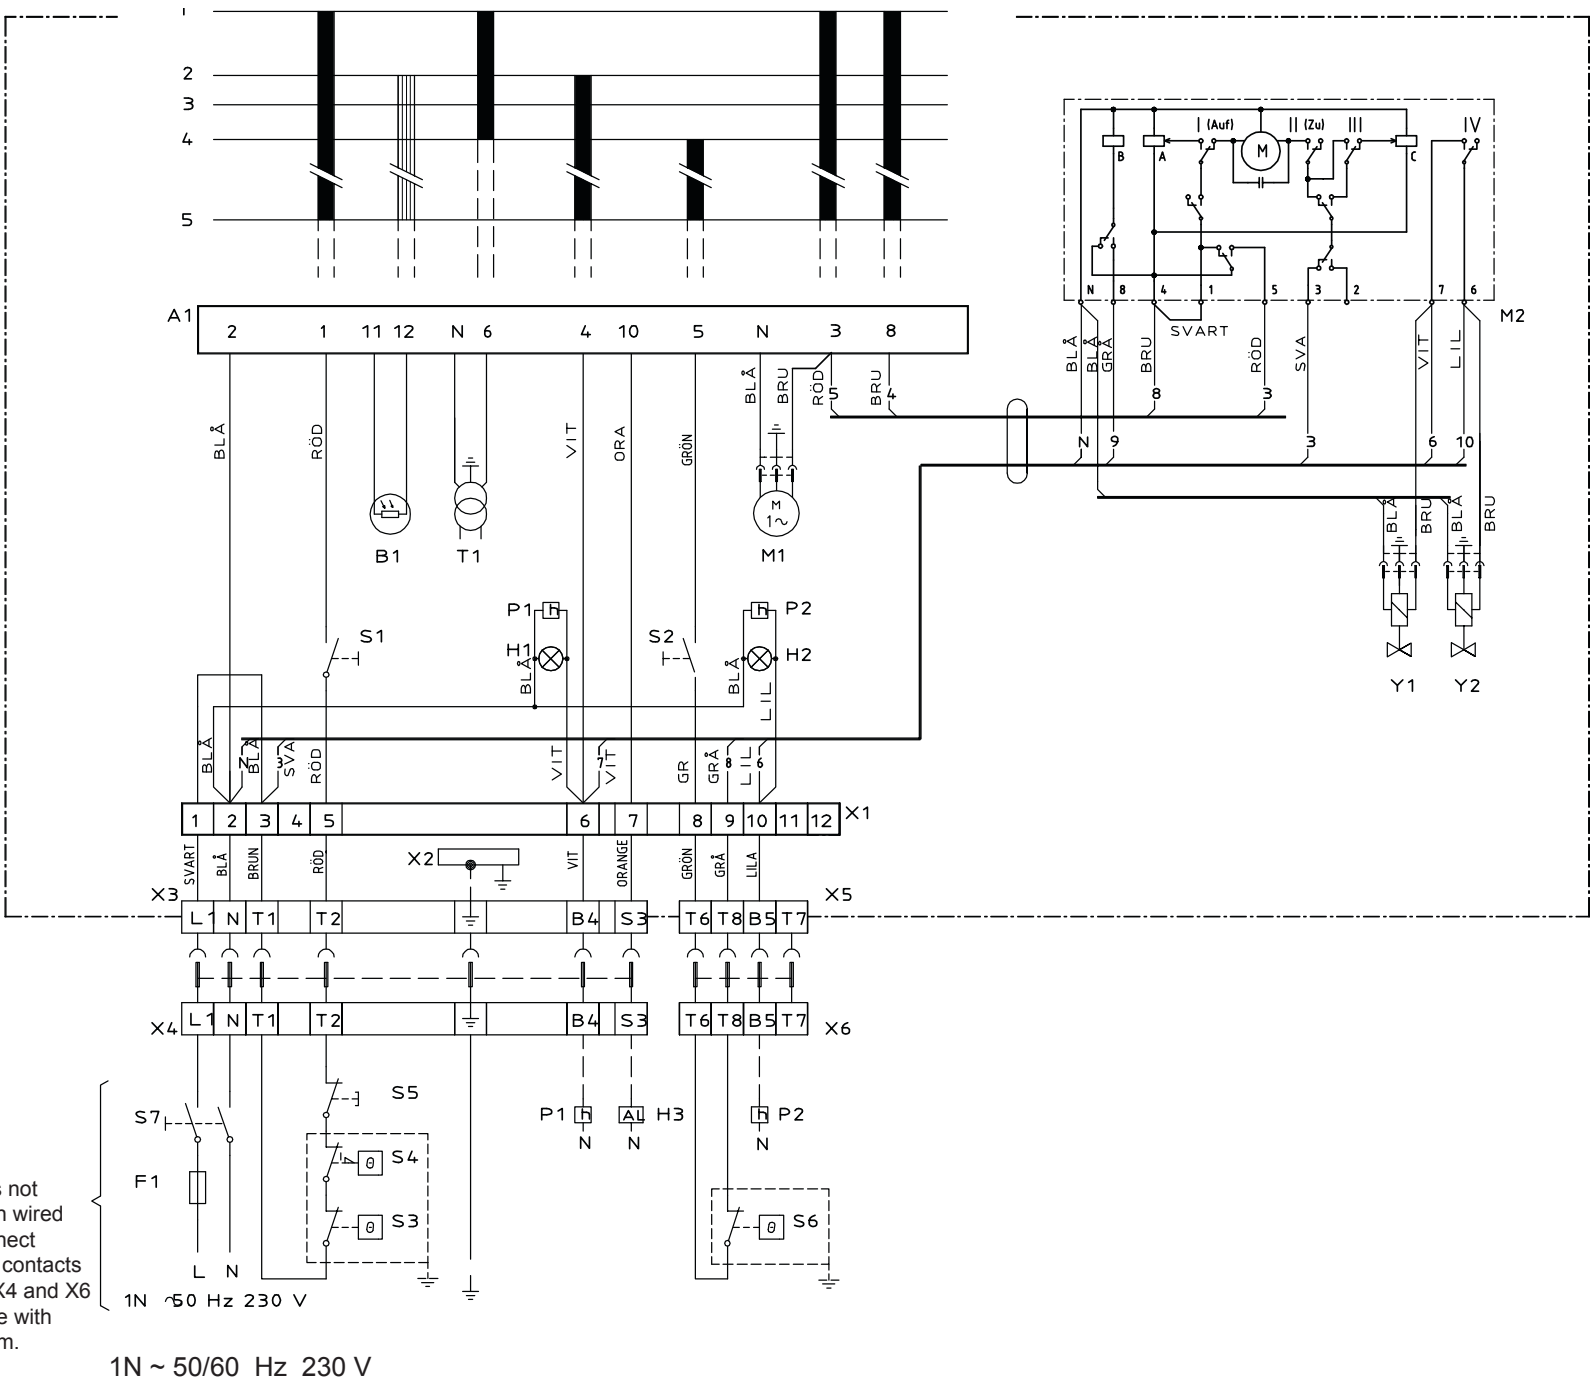 2
3
4
5
I (Auf) II (Zu) III IV
B A M C
N 8 4 1 5 3 2 7 6
M2
A1
2 1 11 12 N 6 4 10 5 N 3 8
SVART
BLÅ BLÅ GRÅ BRU RÖD SVA VIT LIL
BLÅ RÖD VIT ORA GRÖN BLÅ BRU RÖD BRU
5 4 8 3
N 9 3 6 10
M
1~
BLÅ BRU BLÅ BRU
B1 T1 M1
P1 h h P2
S1 H1 S2 H2
BLÅ BLÅ LIL
Y1 Y2
BLÅ N BLÅ 3 SVA RÖD VIT 7 VIT GR GRÅ 8 LIL 6
1 2 3 4 5 6 7 8 9 10 11 12 X1
SVART BLÅ BRUN RÖD X2 VIT ORANGE GRÖN GRÅ LILA
X3 X5
L1 N T1 T2 B4 S3 T6 T8 B5 T7
X4 L1 N T1 T2 B4 S3 T6 T8 B5 T7 X6
S5
S7 P1 h AL H3 h P2
N N N
θ S4
F1
θ S3 θ S6
s not
n wired
nect
contacts
X4 and X6
e with
m.
L N
1N ~50 Hz 230 V
1N ~ 50/60 Hz 230 V